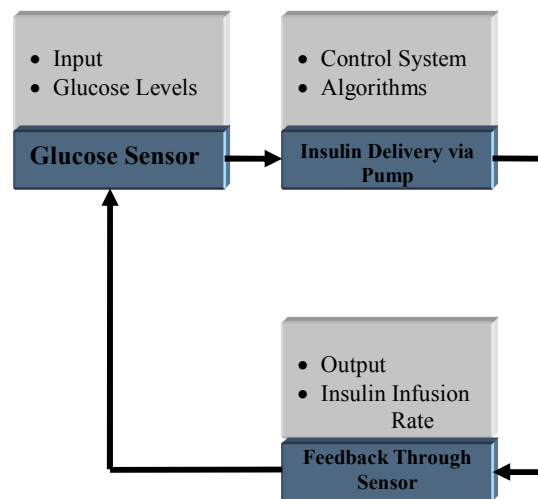 • Input
• Glucose Levels
Glucose Sensor
• Control System
• Algorithms
Insulin Delivery via
Pump
• Output
• Insulin Infusion
Rate
Feedback Through
Sensor